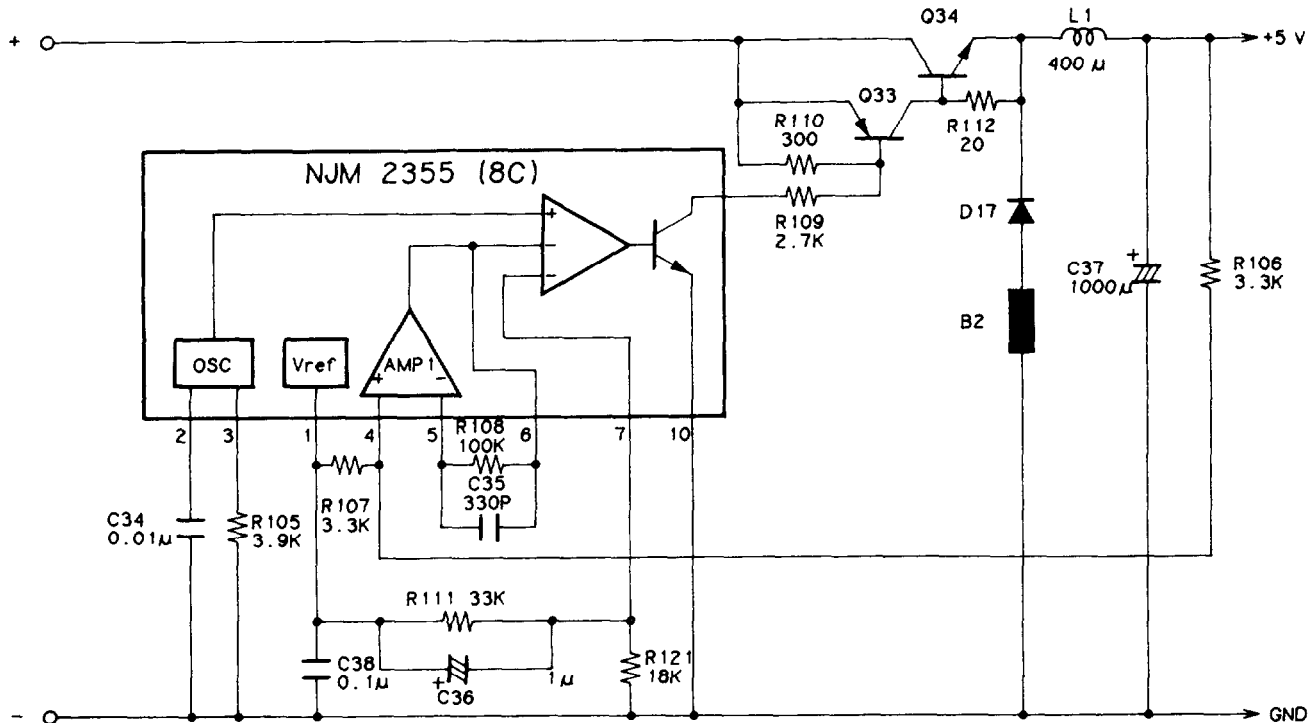 Q34
L1
+
+5 V
400 μ
Q33
R110
300
R112
20
NJM 2355 (8C)
+
−
−
R109
2.7K
D17
+
C37
1000μ
R106
3.3K
B2
OSC
Vref
AMP1
+
−
2
3
1
4
5
R108
100K
6
7
10
C35
330P
R107
3.3K
C34
0.01μ
R105
3.9K
R111 33K
C38
0.1μ
+
C36
1μ
R121
18K
−
GND